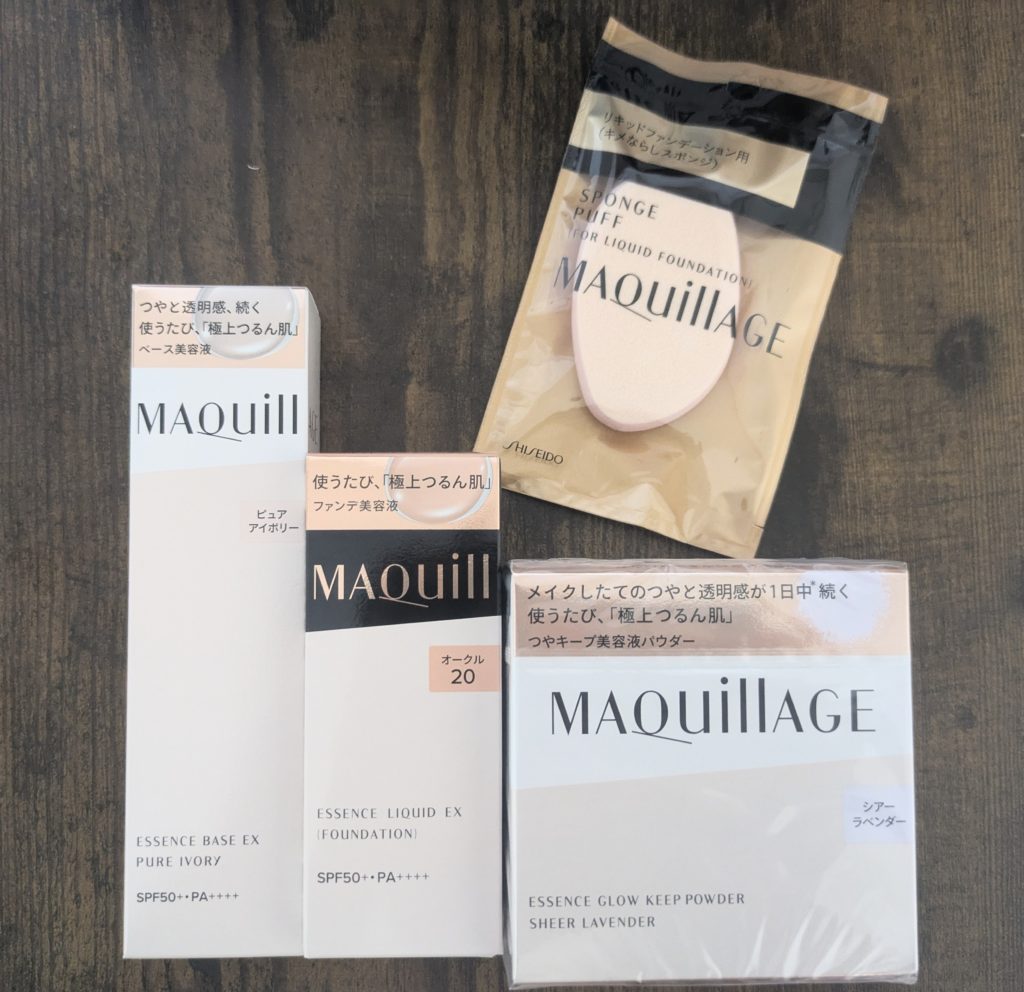 リキッドファンデーション用
(キメならしスポンジ)
SPONGE
PUFF
(FOR LIQUID FOUNDATION)
MAQuillAGE
SHISEIDO
つやと透明感、続く
使うたび、「極上つるん肌」
ベース美容液
MAQuill
AGE
ピュア
アイボリー
ESSENCE BASE EX
PURE IVORY
SPF50+・PA++++
使うたび、「極上つるん肌」
ファンデ美容液
MAQuill
オークル
20
ESSENCE LIQUID EX
(FOUNDATION)
SPF50+・PA++++
メイクしたてのつやと透明感が1日中*続く
使うたび、「極上つるん肌」
つやキープ美容液パウダー
MAQuillAGE
シアー
ラベンダー
ESSENCE GLOW KEEP POWDER
SHEER LAVENDER